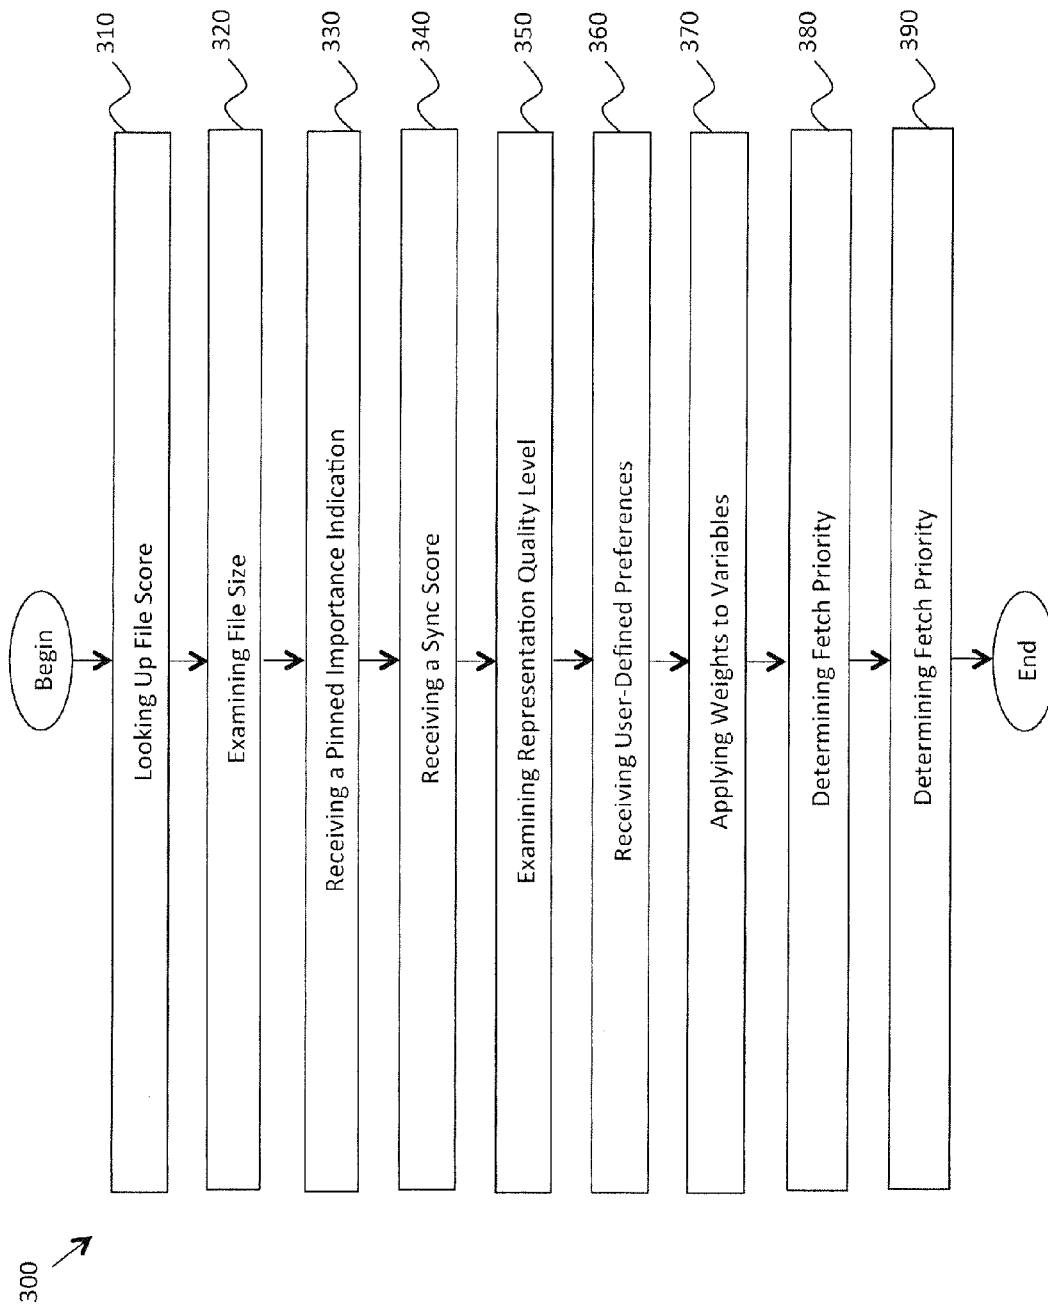 300
Begin
Looking Up File Score
310
Examining File Size
320
Receiving a Pinned Importance Indication
330
Receiving a Sync Score
340
Examining Representation Quality Level
350
Receiving User-Defined Preferences
360
Applying Weights to Variables
370
Determining Fetch Priority
380
Determining Fetch Priority
390
End